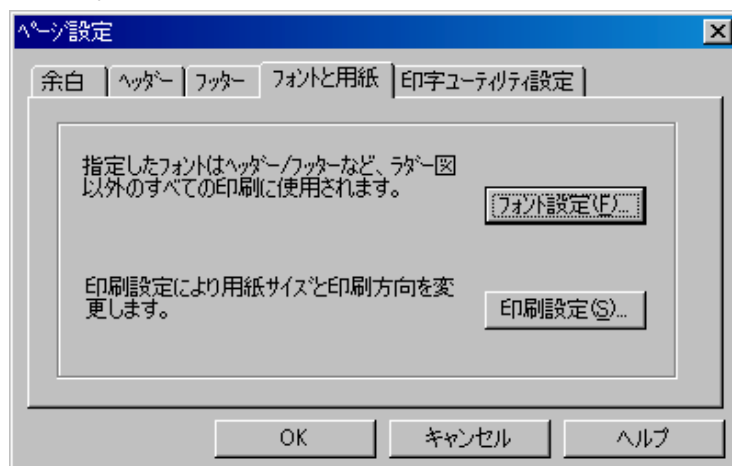 ページ設定
余白 ヘッダー フッター フォントと用紙 印字ユーティリティ設定
指定したフォントはヘッダー/フッターなど、ラダー図
以外のすべての印刷に使用されます。
フォント設定(F)...
印刷設定により用紙サイズと印刷方向を変
更します。
印刷設定(S)...
OK キャンセル ヘルプ